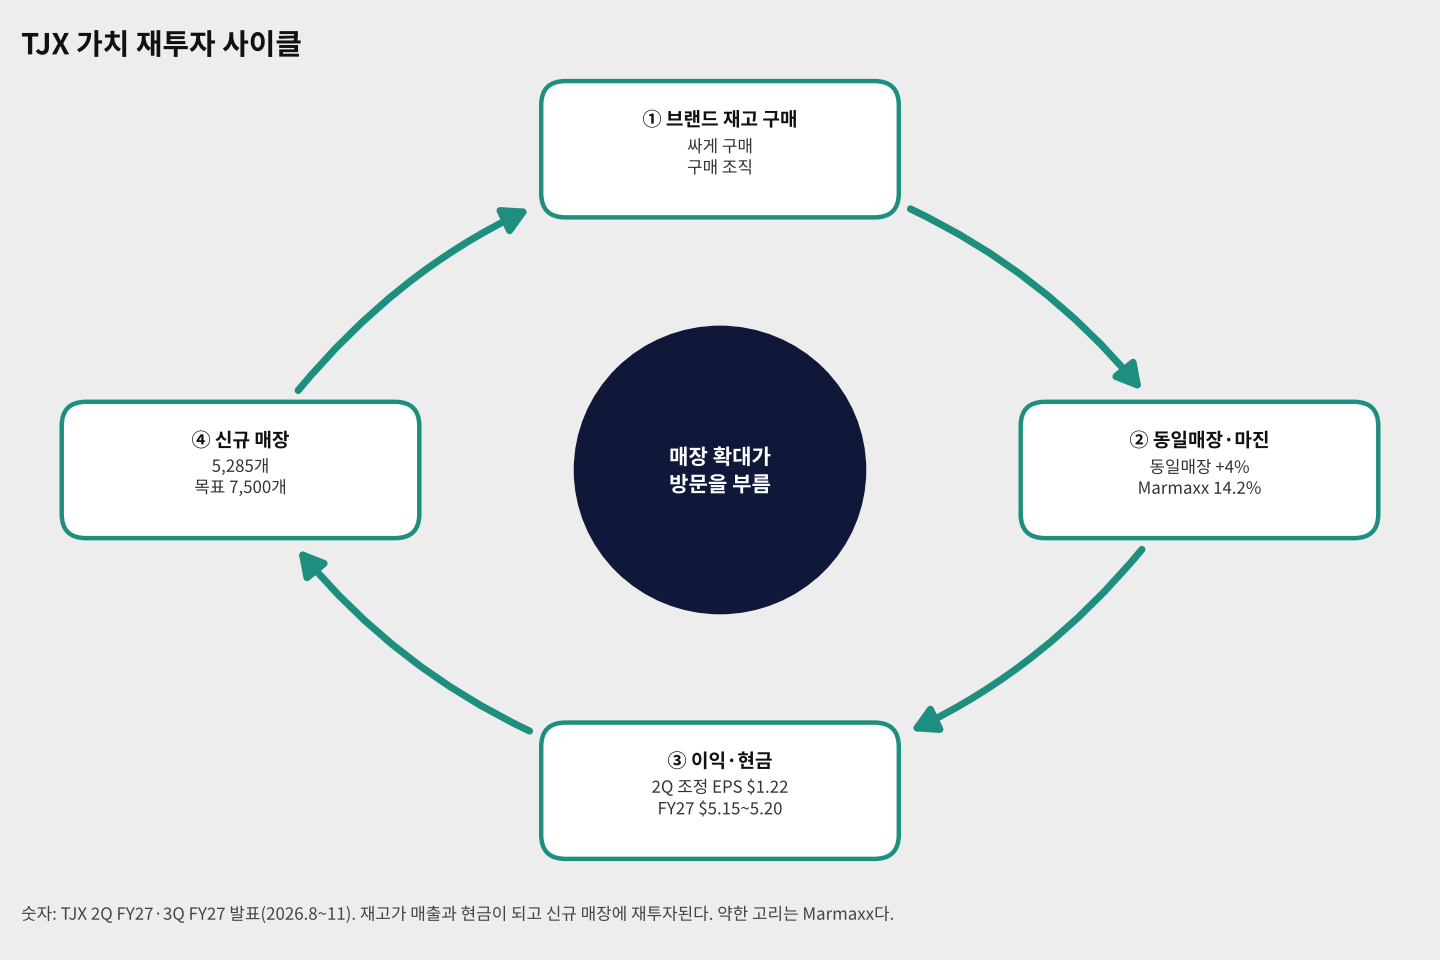 TJX 가치 재투자 사이클
① 브랜드 재고 구매
싸게 구매
구매 조직
② 동일매장·마진
동일매장 +4%
Marmaxx 14.2%
③ 이익·현금
2Q 조정 EPS $1.22
FY27 $5.15~5.20
④ 신규 매장
5,285개
목표 7,500개
매장 확대가
방문을 부름
숫자: TJX 2Q FY27·3Q FY27 발표(2026.8~11). 재고가 매출과 현금이 되고 신규 매장에 재투자된다. 약한 고리는 Marmaxx다.